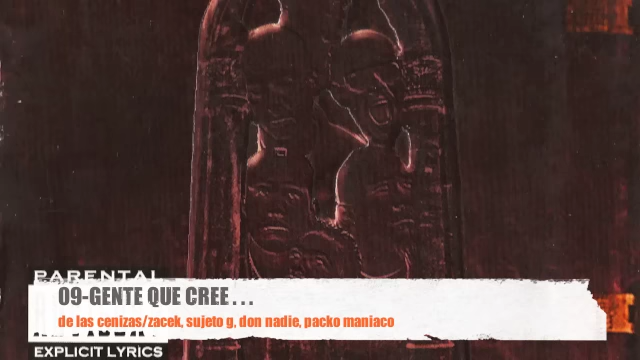 PARENTAL
09-GENTE QUE CREE . . .
de las cenizas/zacek, sujeto g, don nadie, packo maniaco
EXPLICIT LYRICS